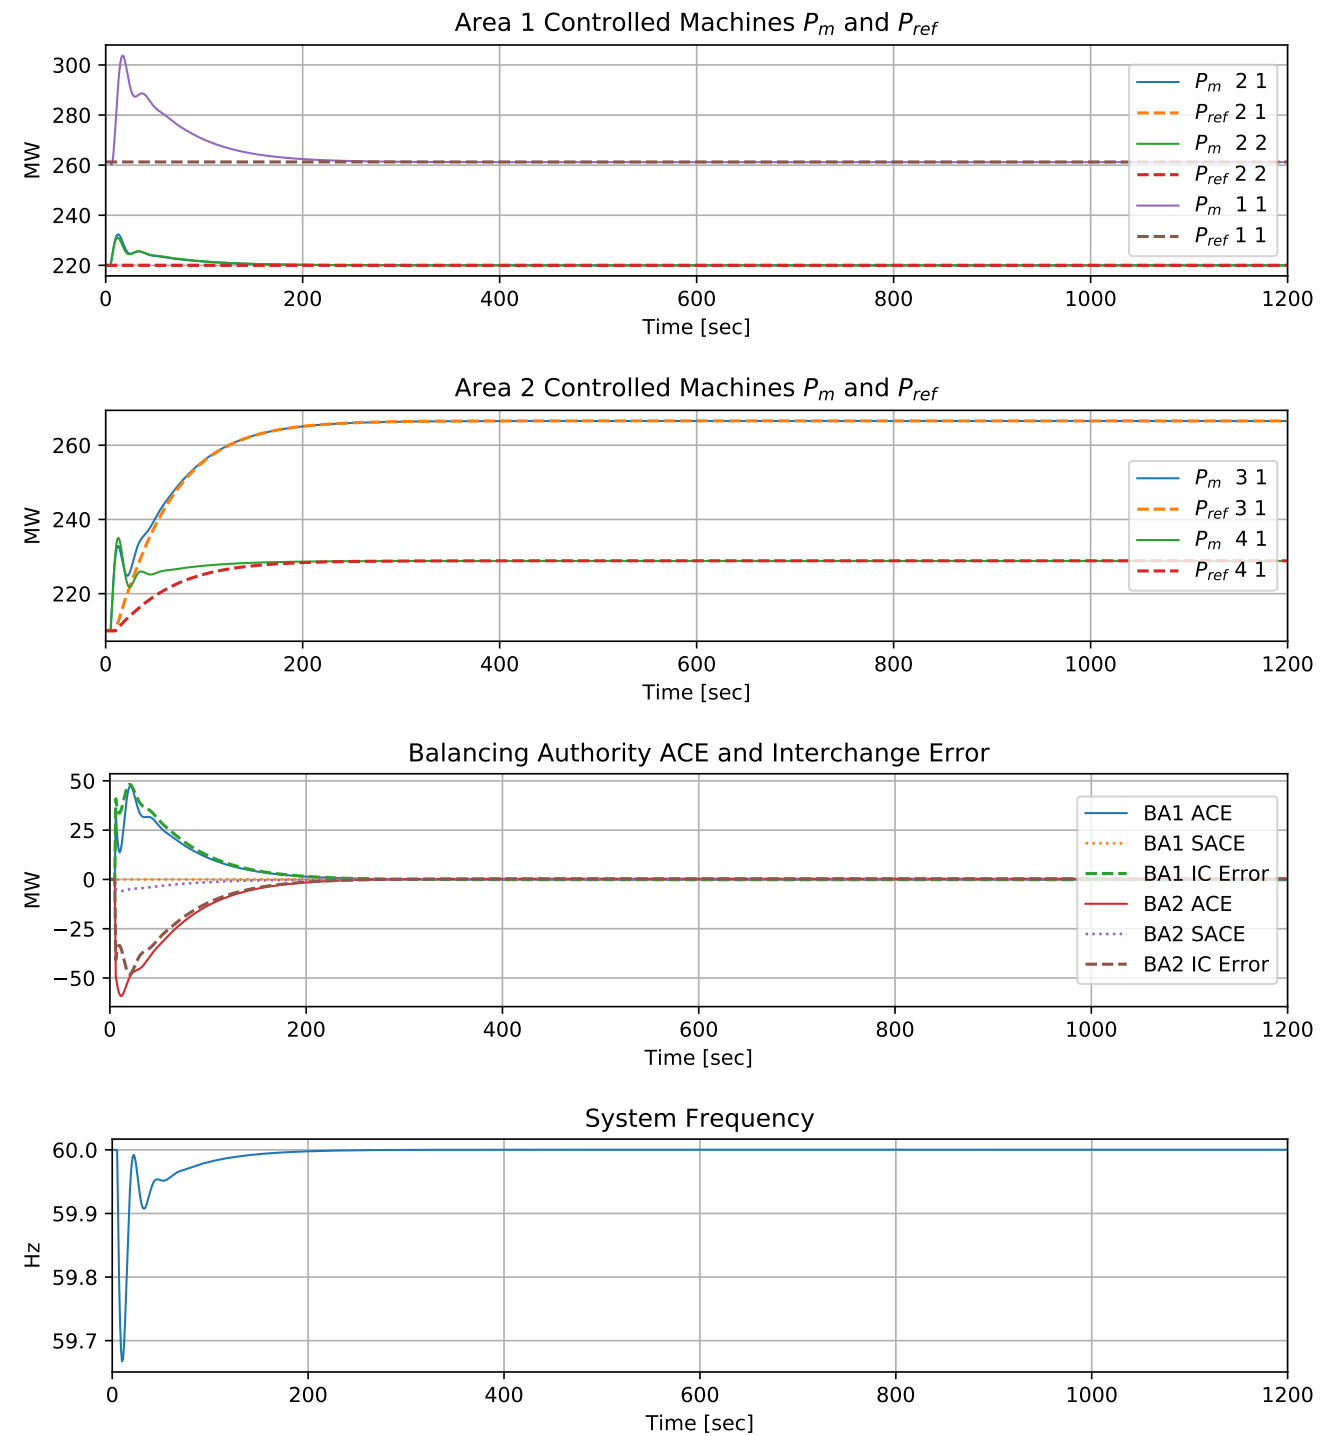 Area 1 Controlled Machines Pm and Pref
300
280
260
240
220
MW
Pm 2 1
Pref 2 1
Pm 2 2
Pref 2 2
Pm 1 1
Pref 1 1
0 200 400 600 800 1000 1200
Time [sec]
Area 2 Controlled Machines Pm and Pref
260
240
220
MW
Pm 3 1
Pref 3 1
Pm 4 1
Pref 4 1
0 200 400 600 800 1000 1200
Time [sec]
Balancing Authority ACE and Interchange Error
50
25
0
−25
−50
MW
BA1 ACE
BA1 SACE
BA1 IC Error
BA2 ACE
BA2 SACE
BA2 IC Error
0 200 400 600 800 1000 1200
Time [sec]
System Frequency
60.0
59.9
59.8
59.7
Hz
0 200 400 600 800 1000 1200
Time [sec]